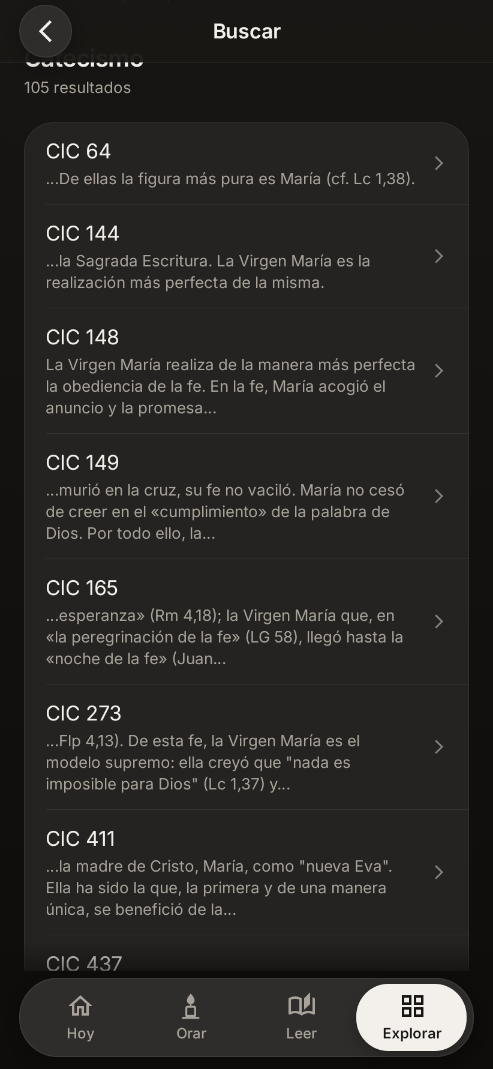 Buscar
Catecismo
105 resultados
CIC 64
...De ellas la figura más pura es María (cf. Lc 1,38).
CIC 144
...la Sagrada Escritura. La Virgen María es la
realización más perfecta de la misma.
CIC 148
La Virgen María realiza de la manera más perfecta
la obediencia de la fe. En la fe, María acogió el
anuncio y la promesa...
CIC 149
...murió en la cruz, su fe no vaciló. María no cesó
de creer en el «cumplimiento» de la palabra de
Dios. Por todo ello, la...
CIC 165
...esperanza» (Rm 4,18); la Virgen María que, en
«la peregrinación de la fe» (LG 58), llegó hasta la
«noche de la fe» (Juan...
CIC 273
...Flp 4,13). De esta fe, la Virgen María es el
modelo supremo: ella creyó que "nada es
imposible para Dios" (Lc 1,37) y...
CIC 411
...la madre de Cristo, María, como "nueva Eva".
Ella ha sido la que, la primera y de una manera
única, se benefició de la...
CIC 437
Hoy
Orar
Leer
Explorar